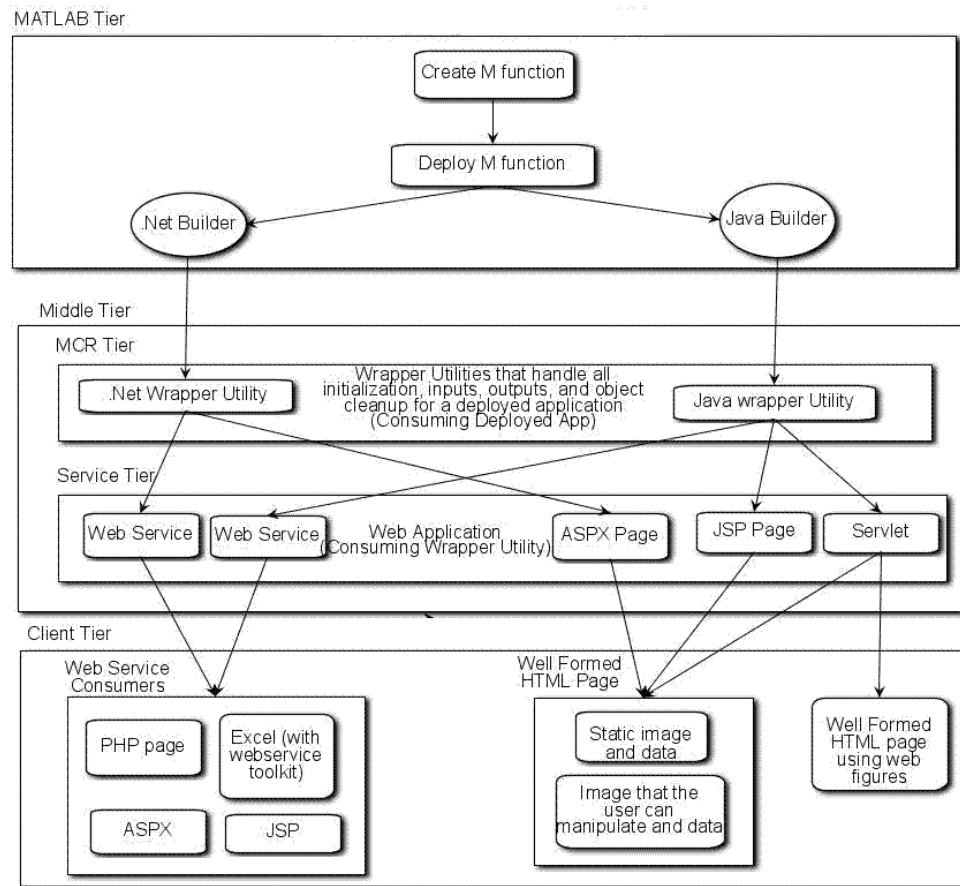 MATLAB Tier
Create M function
Deploy M function
.Net Builder
Java Builder
Middle Tier
MCR Tier
.Net Wrapper Utility
Wrapper Utilities that handle all
initialization, inputs, outputs, and object
cleanup for a deployed application
(Consuming Deployed App)
Java wrapper Utility
Service Tier
Web Service
Web Service
Web Application
(Consuming Wrapper Utility)
ASPX Page
JSP Page
Servlet
Client Tier
Web Service
Consumers
PHP page
Excel (with
webservice
toolkit)
ASPX
JSP
Well Formed
HTML Page
Static image
and data
Image that the
user can
manipulate and data
Well Formed
HTML page
using web
figures